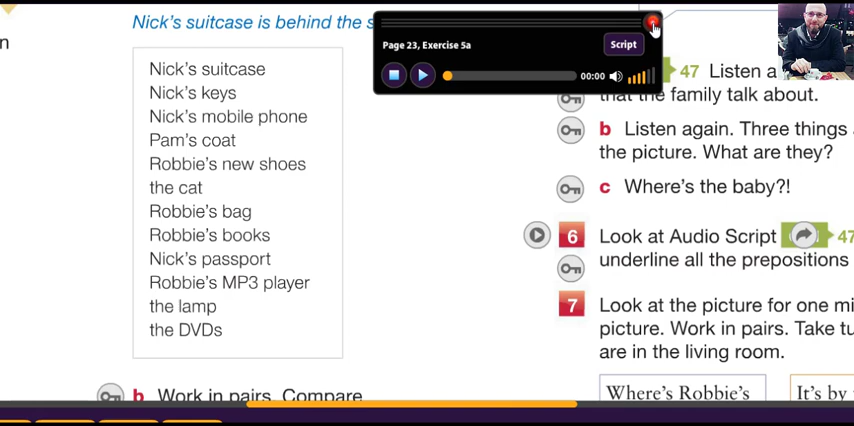 Nick's suitcase is behind the s
n
Nick's suitcase
Nick's keys
Nick's mobile phone
Pam's coat
Robbie's new shoes
the cat
Robbie's bag
Robbie's books
Nick's passport
Robbie's MP3 player
the lamp
the DVDs
b Work in pairs. Compare
Page 23, Exercise 5a
Script
00:00
47 Listen a
that the family talk about.
b Listen again. Three things
the picture. What are they?
c Where's the baby?!
6 Look at Audio Script 47
underline all the prepositions
7 Look at the picture for one mi
picture. Work in pairs. Take tu
are in the living room.
Where's Robbie's
It's by